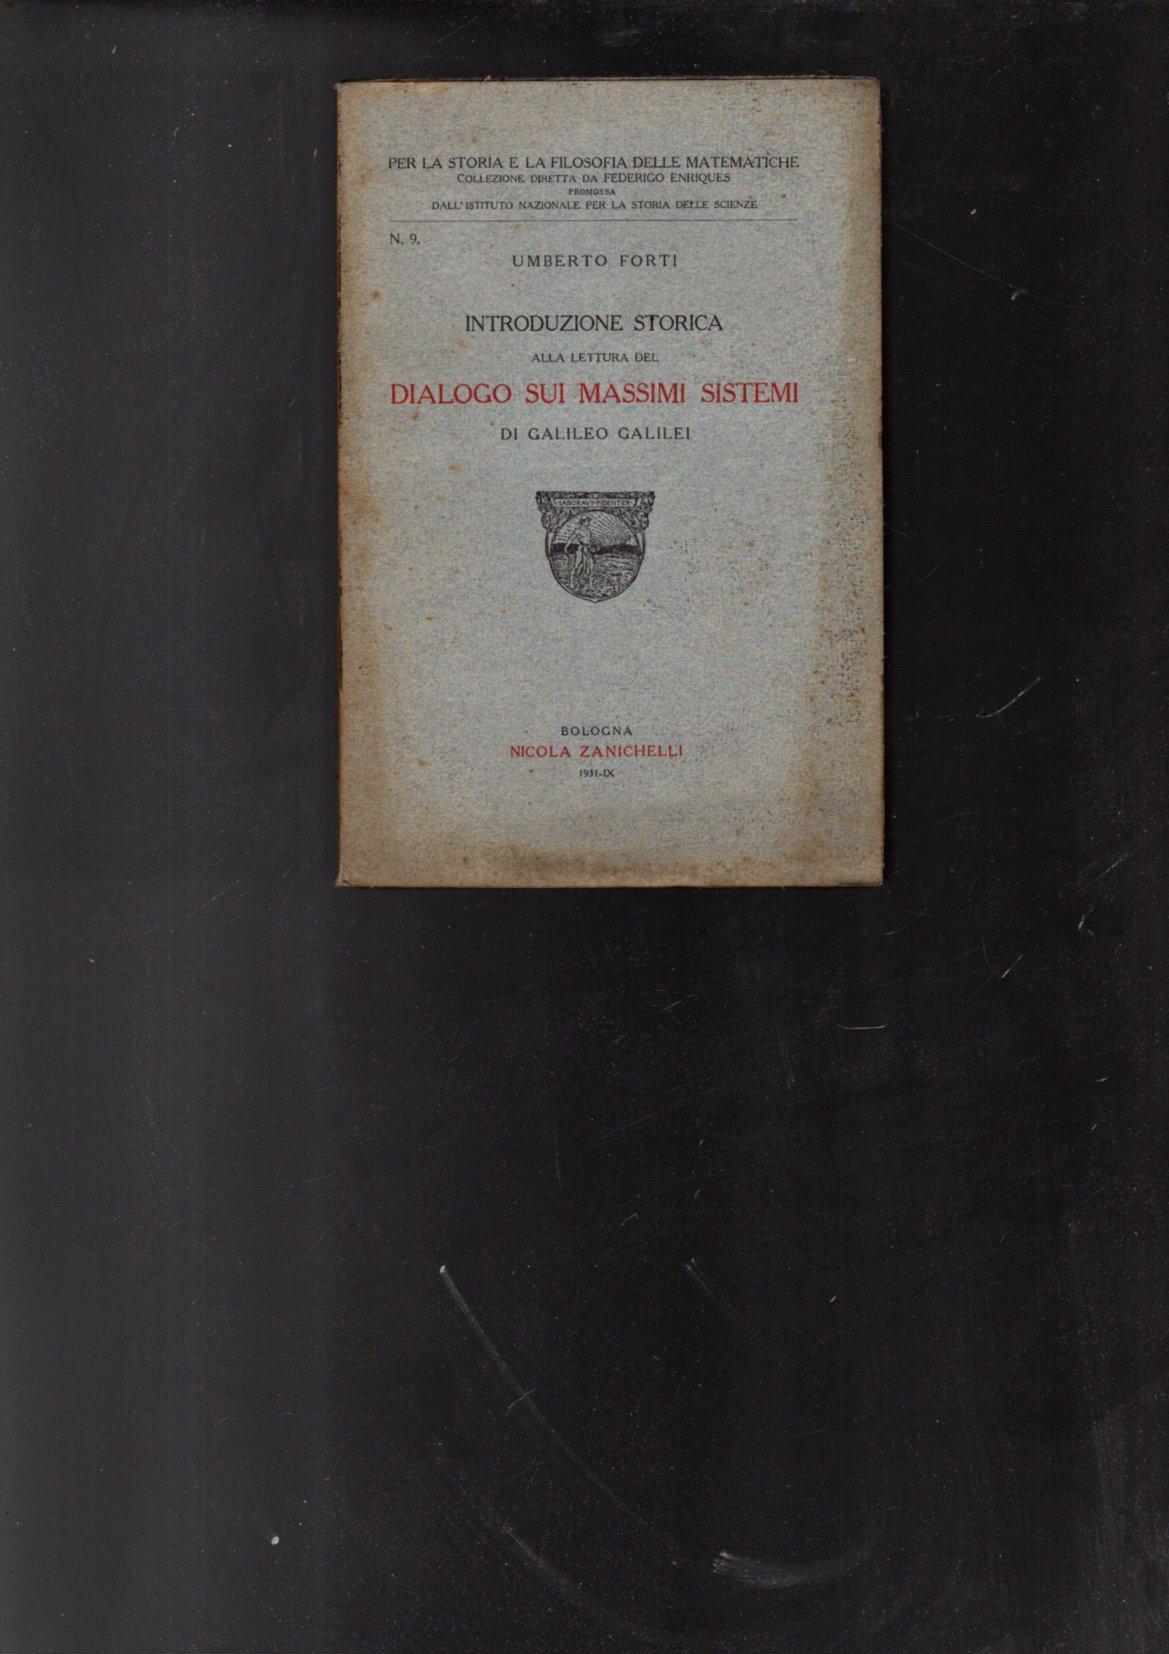 PER LA STORIA E LA FILOSOFIA DELLE MATEMATICHE
COLLEZIONE DIRETTA DA FEDERIGO ENRIQUES
PROMOSSA
DALL'ISTITUTO NAZIONALE PER LA STORIA DELLE SCIENZE
N. 9.
UMBERTO FORTI
INTRODUZIONE STORICA
ALLA LETTURA DEL
DIALOGO SUI MASSIMI SISTEMI
DI GALILEO GALILEI
LABORAVI FIDENTER
BOLOGNA
NICOLA ZANICHELLI
1931-IX